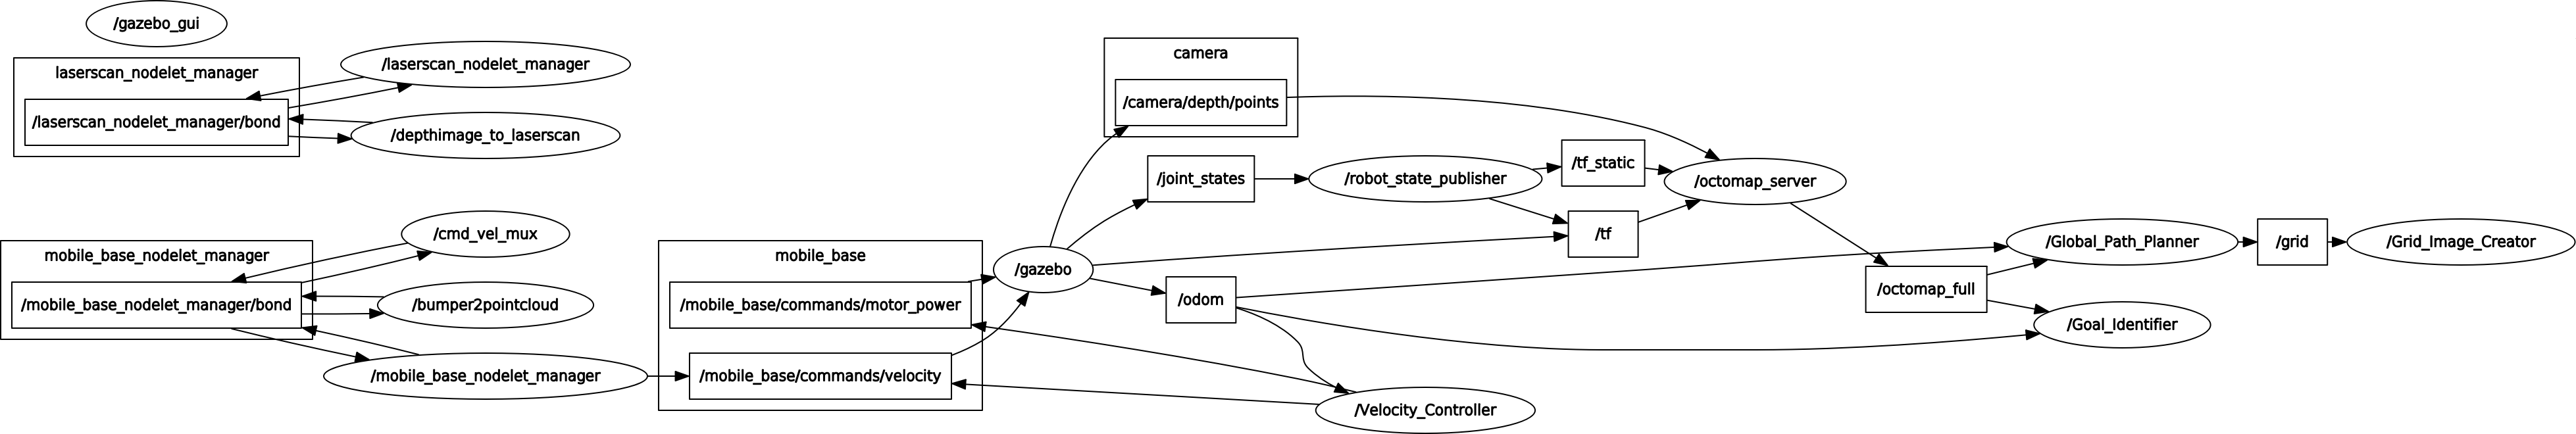 /gazebo_gui
laserscan_nodelet_manager
/laserscan_nodelet_manager/bond
/laserscan_nodelet_manager
/depthimage_to_laserscan
mobile_base_nodelet_manager
/mobile_base_nodelet_manager/bond
/cmd_vel_mux
/bumper2pointcloud
/mobile_base_nodelet_manager
mobile_base
/mobile_base/commands/motor_power
/mobile_base/commands/velocity
/gazebo
camera
/camera/depth/points
/joint_states
/odom
/robot_state_publisher
/Velocity_Controller
/tf_static
/tf
/octomap_server
/octomap_full
/Global_Path_Planner
/Goal_Identifier
/grid
/Grid_Image_Creator